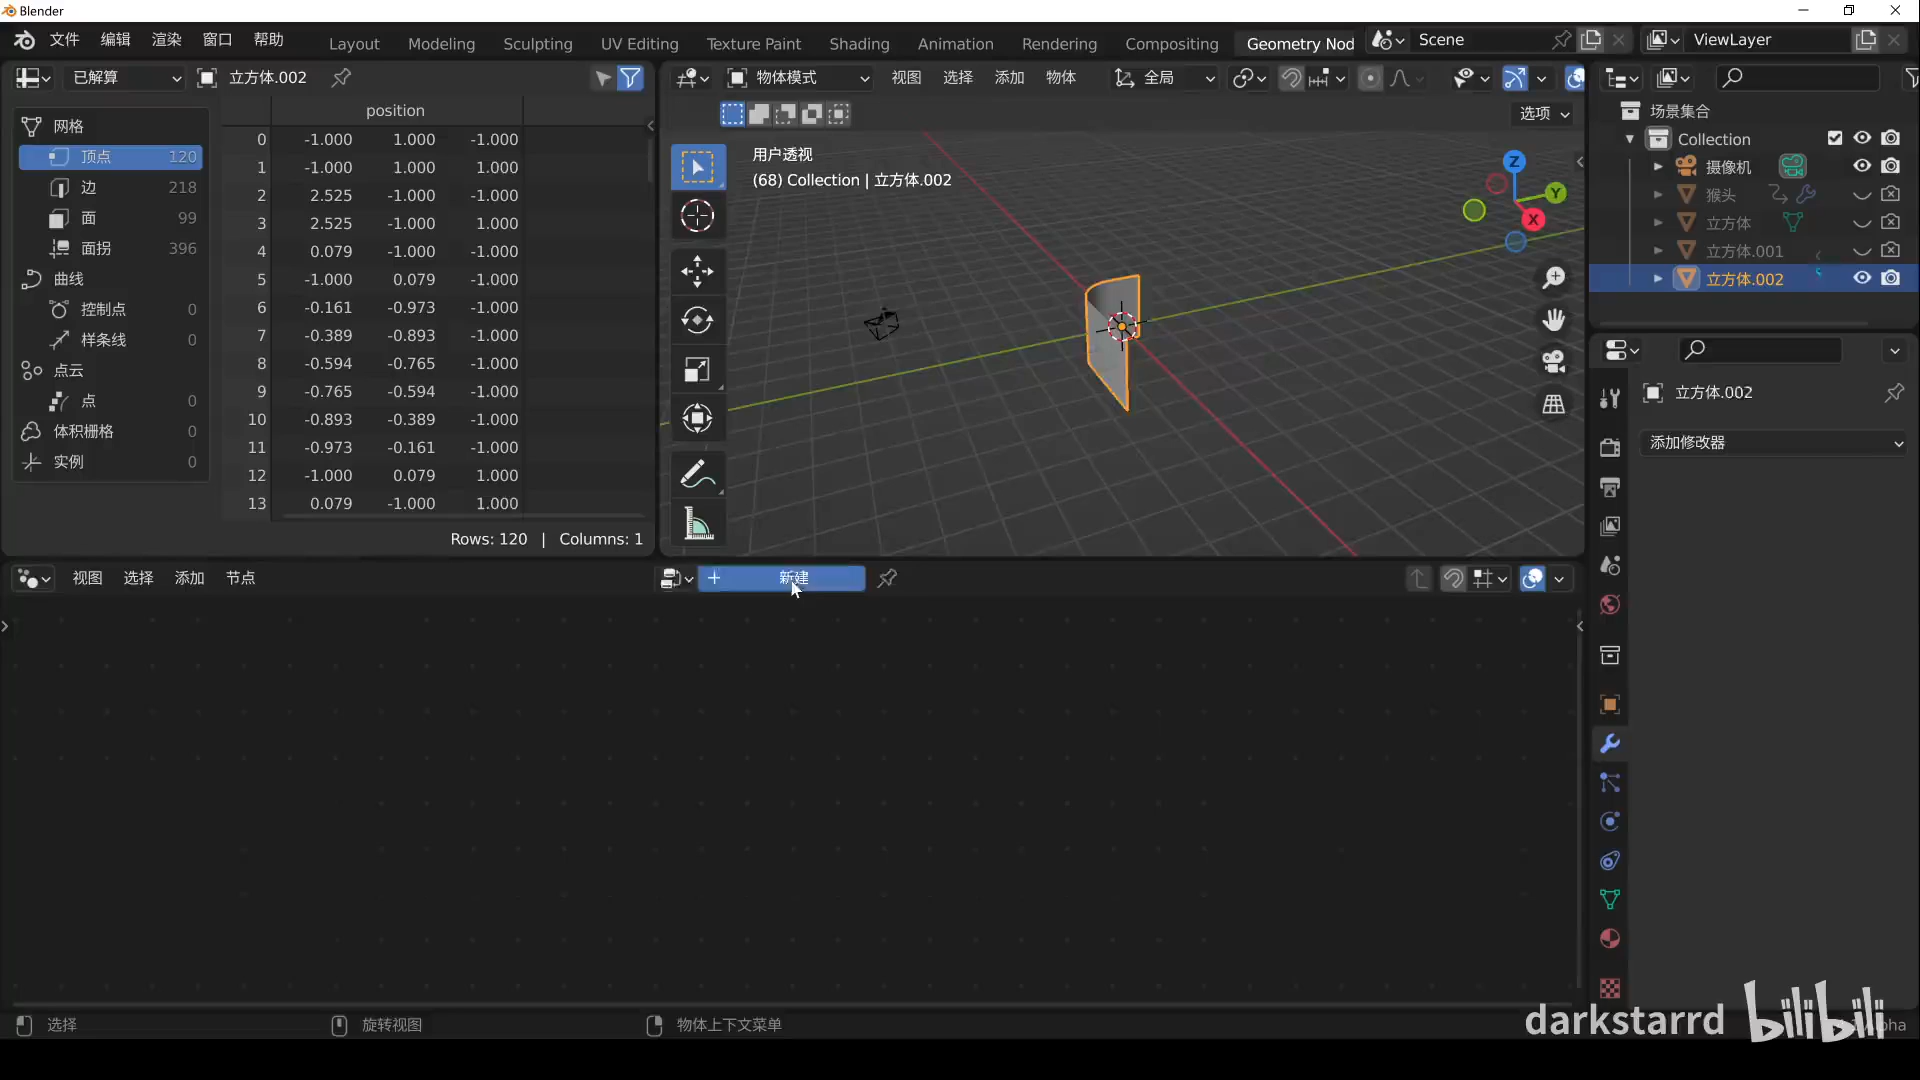 Blender
文件 编辑 渲染 窗口 帮助 Layout Modeling Sculpting UV Editing Texture Paint Shading Animation Rendering Compositing Geometry Nod Scene ViewLayer
已解算 立方体.002
物体模式 视图 选择 添加 物体 全局
选项
position
网格
顶点 120
边 218
面 99
面拐 396
曲线
控制点 0
样条线 0
点云
点 0
体积栅格 0
实例 0
0 -1.000 1.000 -1.000
1 -1.000 1.000 1.000
2 2.525 -1.000 -1.000
3 2.525 -1.000 1.000
4 0.079 -1.000 -1.000
5 -1.000 0.079 -1.000
6 -0.161 -0.973 -1.000
7 -0.389 -0.893 -1.000
8 -0.594 -0.765 -1.000
9 -0.765 -0.594 -1.000
10 -0.893 -0.389 -1.000
11 -0.973 -0.161 -1.000
12 -1.000 0.079 1.000
13 0.079 -1.000 1.000
Rows: 120 | Columns: 1
用户透视
(68) Collection | 立方体.002
Z
Y
X
场景集合
Collection
摄像机
猴头
立方体
立方体.001
立方体.002
立方体.002
添加修改器
视图 选择 添加 节点 新建
选择 旋转视图 物体上下文菜单
darkstarrd bilibili